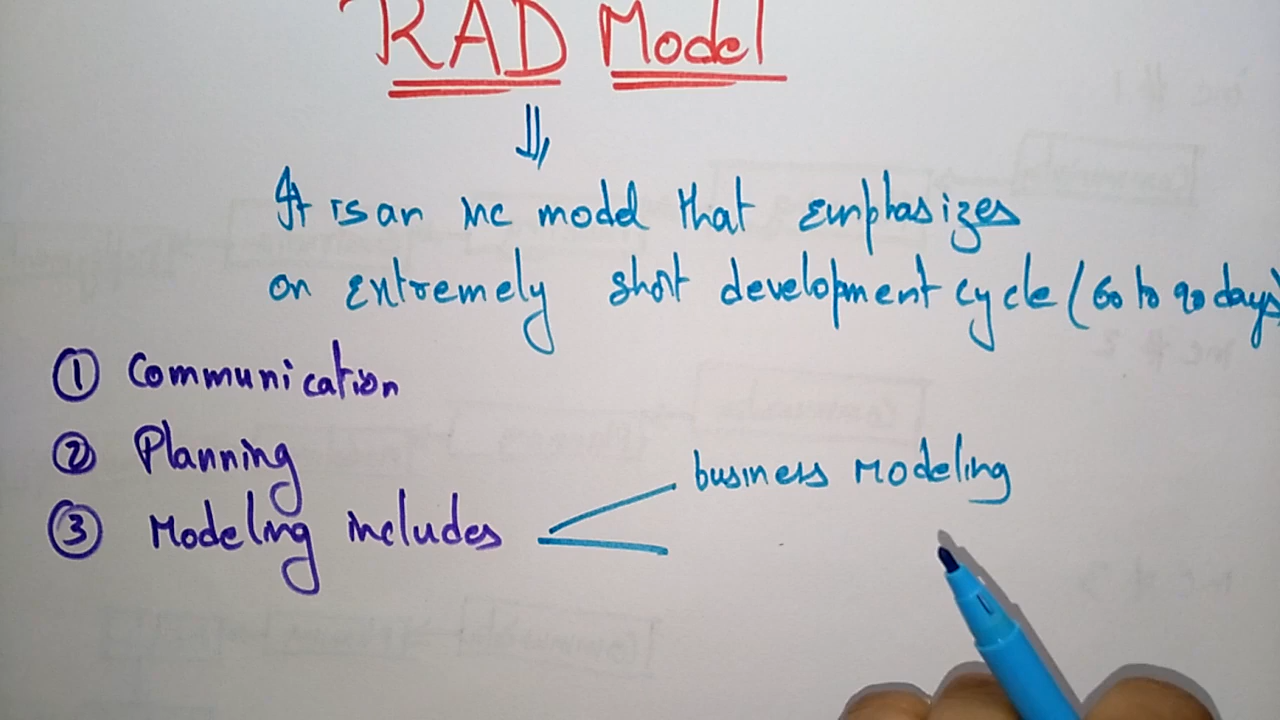 RAD Model
It is an inc model that emphasizes
on extremely short development cycle (60 to 90 days)
① Communication
② Planning
③ Modeling includes
business modeling